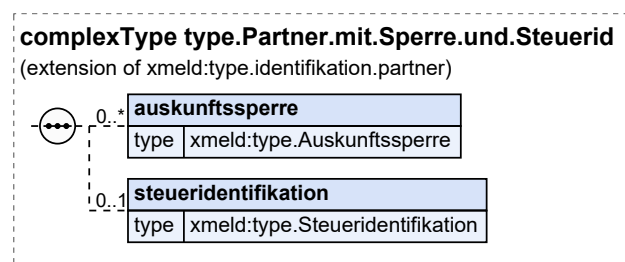 complexType type.Partner.mit.Sperre.und.Steuerid
(extension of xmeld:type.identifikation.partner)
0..* auskunftssperre
type xmeld:type.Auskunftssperre
0..1 steueridentifikation
type xmeld:type.Steueridentifikation